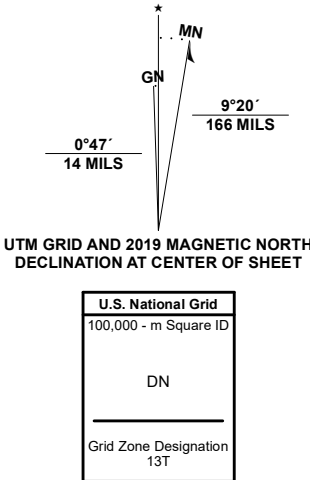 ★
MN
GN
9°20´
166 MILS
0°47´
14 MILS
UTM GRID AND 2019 MAGNETIC NORTH
DECLINATION AT CENTER OF SHEET
U.S. National Grid
100,000 - m Square ID
DN
Grid Zone Designation
13T